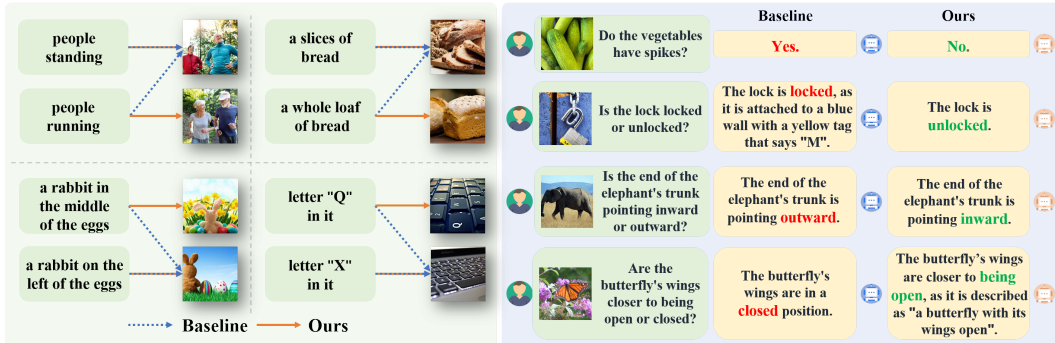 people
standing
people
running
a slices of
bread
a whole loaf
of bread
a rabbit in
the middle
of the eggs
a rabbit on the
left of the eggs
letter "Q"
in it
letter "X"
in it
Baseline
Ours
Baseline
Ours
Do the vegetables
have spikes?
Yes.
No.
Is the lock locked
or unlocked?
The lock is locked, as
it is attached to a blue
wall with a yellow tag
that says "M".
The lock is
unlocked.
Is the end of the
elephant's trunk
pointing inward
or outward?
The end of the
elephant's trunk is
pointing outward.
The end of the
elephant's trunk is
pointing inward.
Are the
butterfly's wings
closer to being
open or closed?
The butterfly's
wings are in a
closed position.
The butterfly's wings
are closer to being
open, as it is described
as "a butterfly with its
wings open".